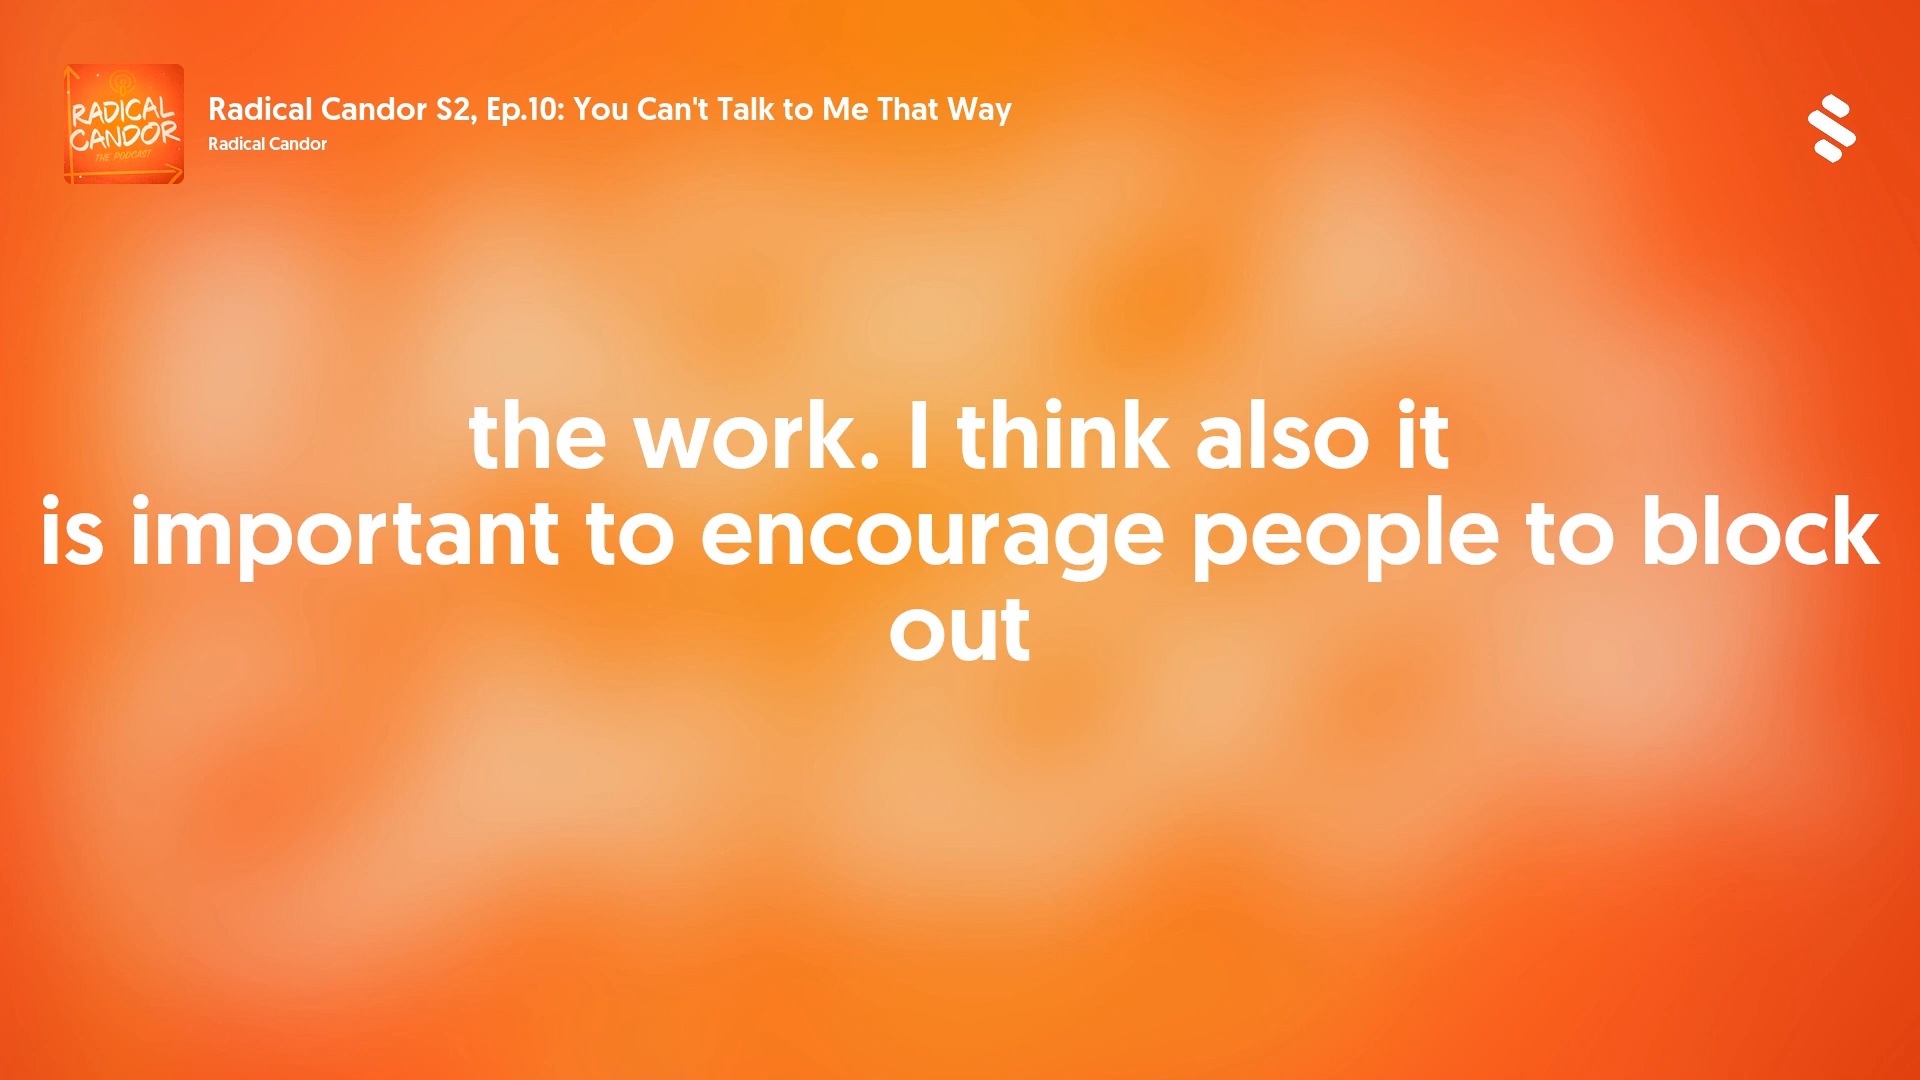 RADICAL
CANDOR
THE PODCAST
Radical Candor S2, Ep.10: You Can't Talk to Me That Way
Radical Candor
the work. I think also it
is important to encourage people to block
out